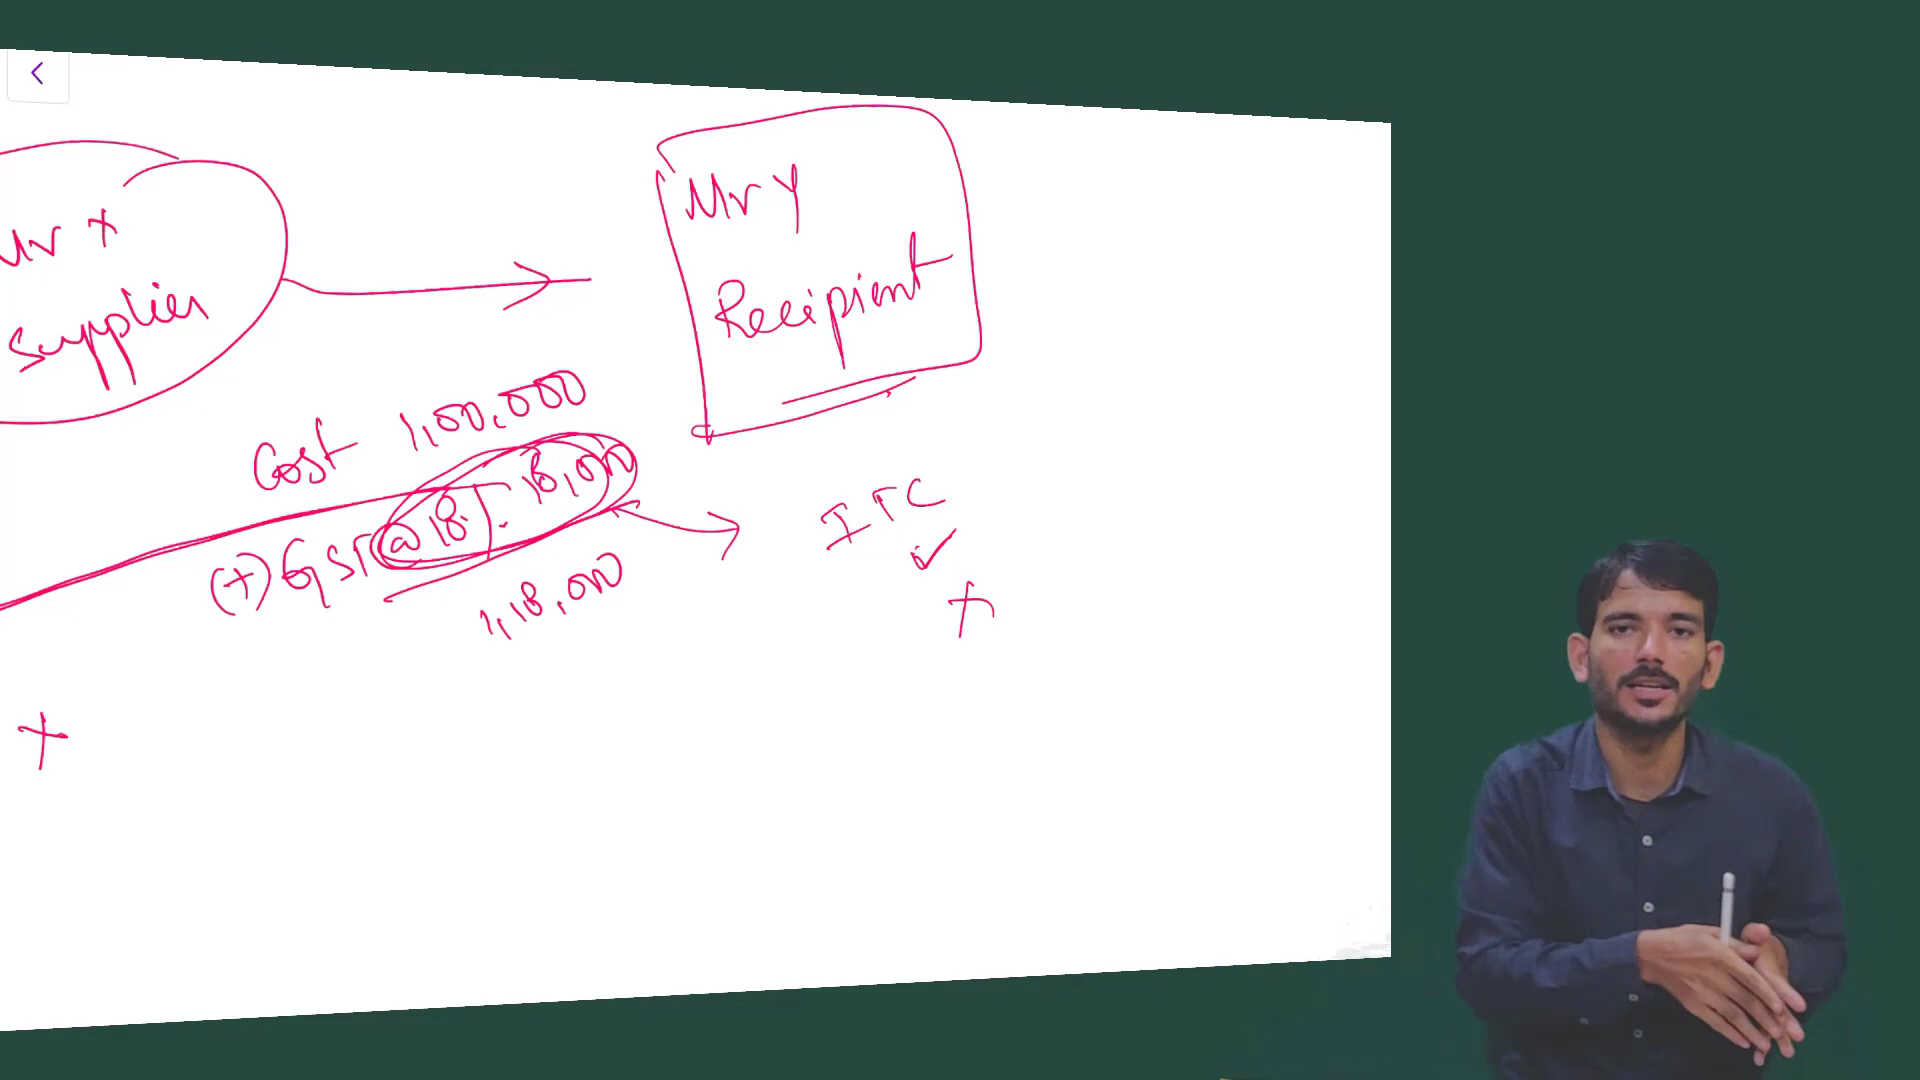 Mr X
Supplier
Mr Y
Recipient
Cost 1,00,000
(+) GST @ 18%. 18,000
1,18,000
ITC